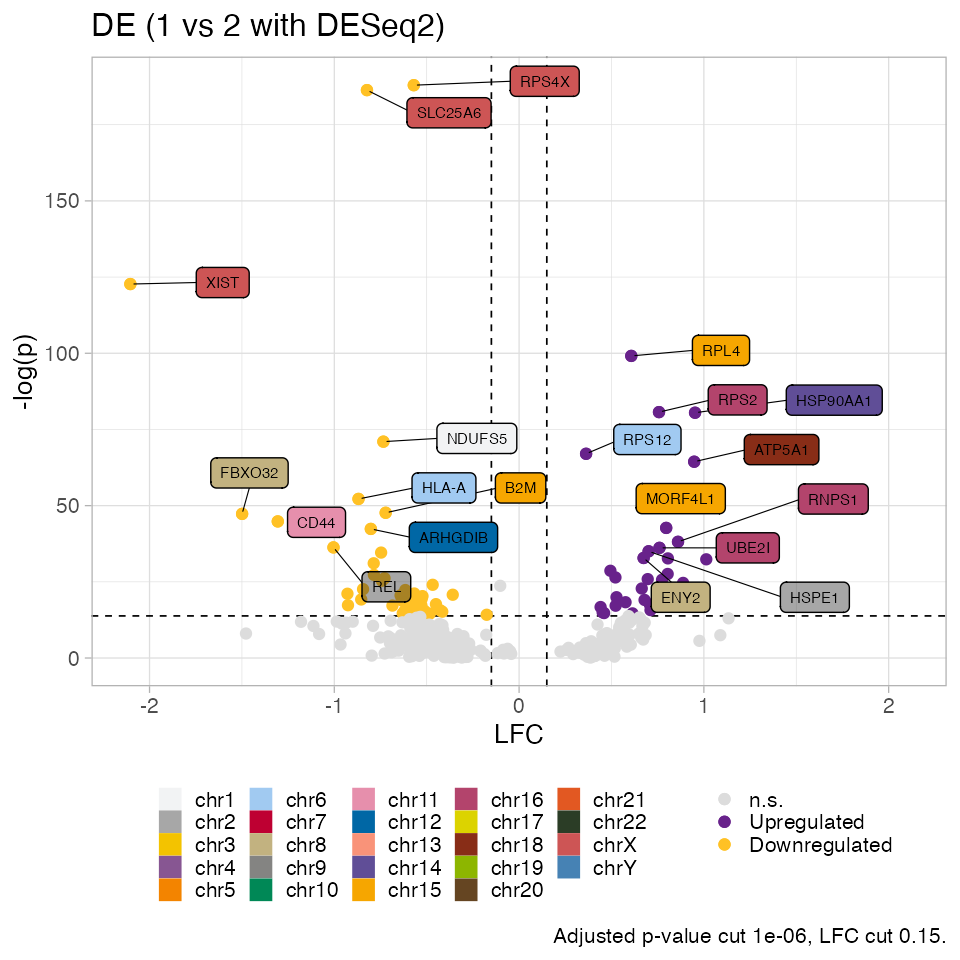 DE (1 vs 2 with DESeq2)
RPS4X
SLC25A6
150
XIST
100
RPL4
RPS2
HSP90AA1
NDUFS5
RPS12
ATP5A1
FBXO32
HLA-A
B2M
MORF4L1
RNPS1
50
CD44
ARHGDIB
UBE2I
REL
ENY2
HSPE1
0
-log(p)
-2 -1 0 1 2
LFC
chr1 chr6 chr11 chr16 chr21 n.s.
chr2 chr7 chr12 chr17 chr22 Upregulated
chr3 chr8 chr13 chr18 chrX Downregulated
chr4 chr9 chr14 chr19 chrY
chr5 chr10 chr15 chr20
Adjusted p-value cut 1e-06, LFC cut 0.15.